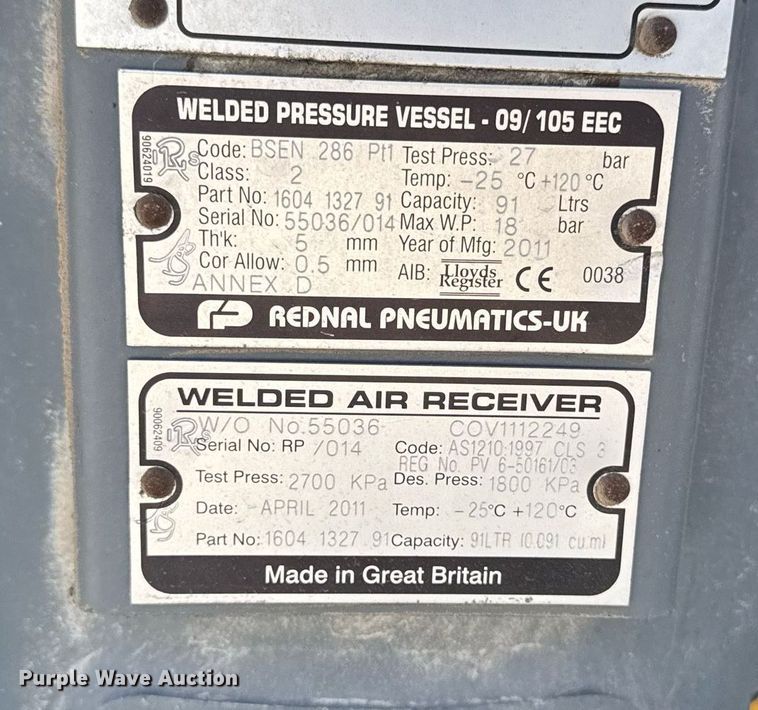 WELDED PRESSURE VESSEL - 09/105 EEC
90624019
Code: BSEN 286 Pt1 Test Press: 27 bar
Class: 2 Temp: -25 °C +120 °C
Part No: 1604 1327 91 Capacity: 91 Ltrs
Serial No: 55036/014 Max W.P: 18 bar
Th'k: 5 mm Year of Mfg: 2011
Cor Allow: 0.5 mm AIB: Lloyds Register CE 0038
ANNEX D
REDNAL PNEUMATICS-UK
WELDED AIR RECEIVER
90062409
W/O No.55036 COV1112249
Serial No: RP /014 Code: AS1210-1997 CLS 3
REG No. PV 6-50161/03
Test Press: 2700 KPa Des. Press: 1800 KPa
Date: APRIL 2011 Temp: -25°C +120°C
Part No: 1604 1327 91 Capacity: 91LTR (0.091 cu.m)
Made in Great Britain
Purple Wave Auction